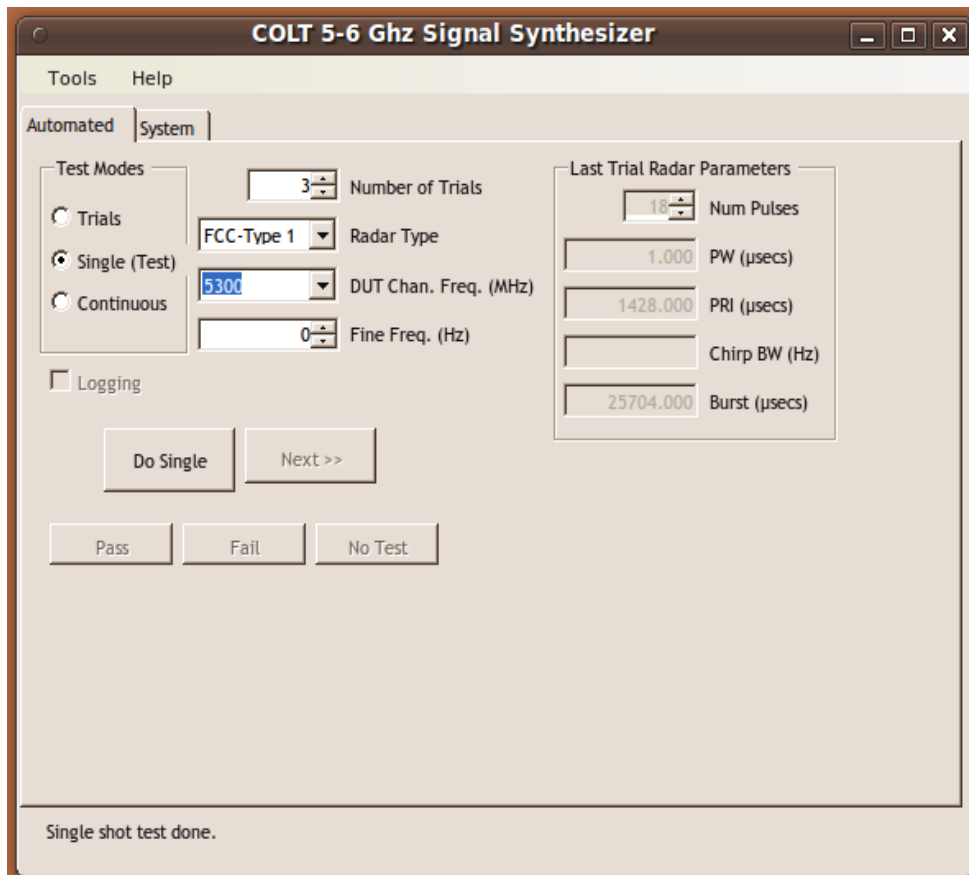 COLT 5-6 Ghz Signal Synthesizer
Tools Help
Automated System
Test Modes
Trials
Single (Test)
Continuous
3 Number of Trials
FCC-Type 1 Radar Type
5300 DUT Chan. Freq. (MHz)
0 Fine Freq. (Hz)
Last Trial Radar Parameters
18 Num Pulses
1.000 PW (µsecs)
1428.000 PRI (µsecs)
Chirp BW (Hz)
25704.000 Burst (µsecs)
Logging
Do Single Next >>
Pass Fail No Test
Single shot test done.